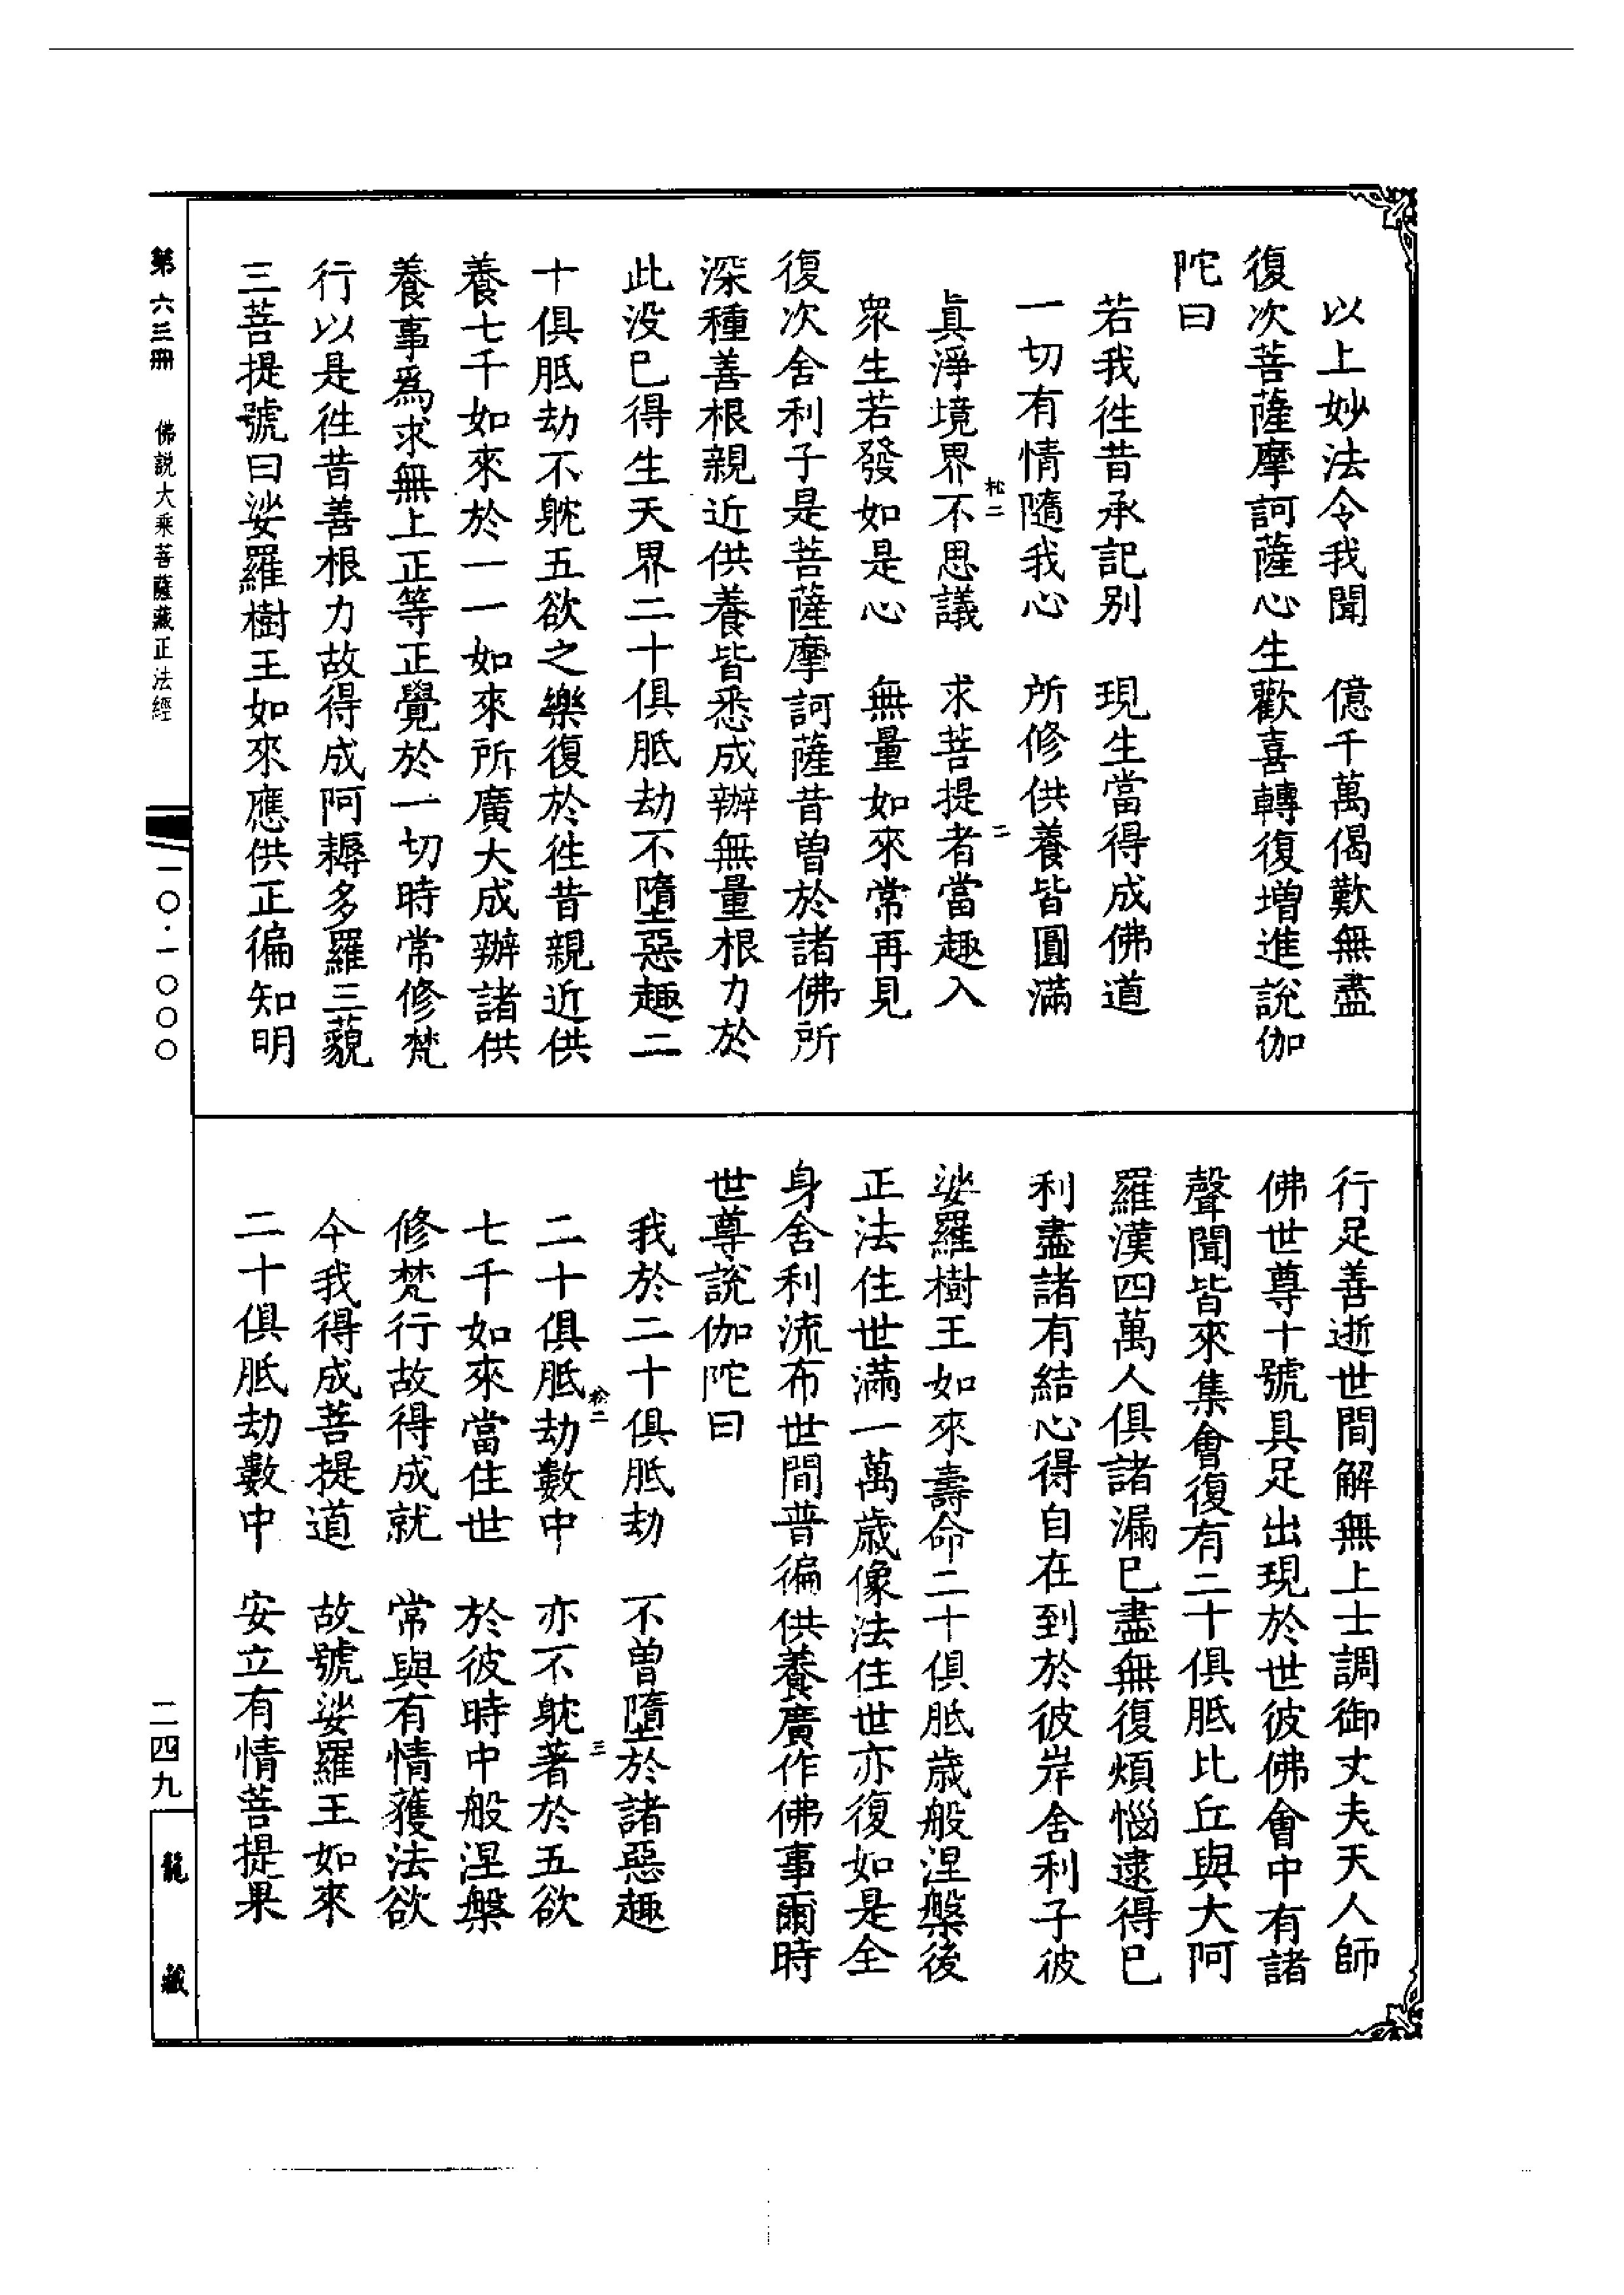 以上妙法令我聞　億千萬偈歎無盡
復次菩薩摩訶薩心生歡喜轉復增進說伽
陀曰
若我徃昔承記別　現生當得成佛道
一切有情隨我心　所修供養皆圓滿
松二
二
眞淨境界不思議　求菩提者當趣入
眾生若發如是心　無量如來常再見
復次舍利子是菩薩摩訶薩昔曾於諸佛所
深種善根親近供養皆悉成辦無量根力於
此没已得生天界二十俱胝劫不墮惡趣二
十俱胝劫不躭五欲之樂復於徃昔親近供
養七千如來於一一如來所廣大成辦諸供
養事爲求無上正等正覺於一切時常修梵
行以是徃昔善根力故得成阿耨多羅三藐
三菩提號曰娑羅樹王如來應供正徧知明
行足善逝世間解無上士調御丈夫天人師
佛世尊十號具足出現於世彼佛會中有諸
聲聞皆來集會復有二十俱胝比丘與大阿
羅漢四萬人俱諸漏已盡無復煩惱逮得已
利盡諸有結心得自在到於彼岸舍利子彼
娑羅樹王如來壽命二十俱胝歲般涅槃後
正法住世滿一萬歲像法住世亦復如是全
身舍利流布世間普徧供養廣作佛事爾時
世尊說伽陀曰
我於二十俱胝劫　不曾墮於諸惡趣
松二
三
二十俱胝劫數中　亦不躭著於五欲
七千如來當住世　於彼時中般涅槃
修梵行故得成就　常與有情獲法欲
今我得成菩提道　故號娑羅王如來
二十俱胝劫數中　安立有情菩提果
第六三冊　佛説大乘菩薩藏正法經　一〇·一〇〇〇　二四九
龍藏